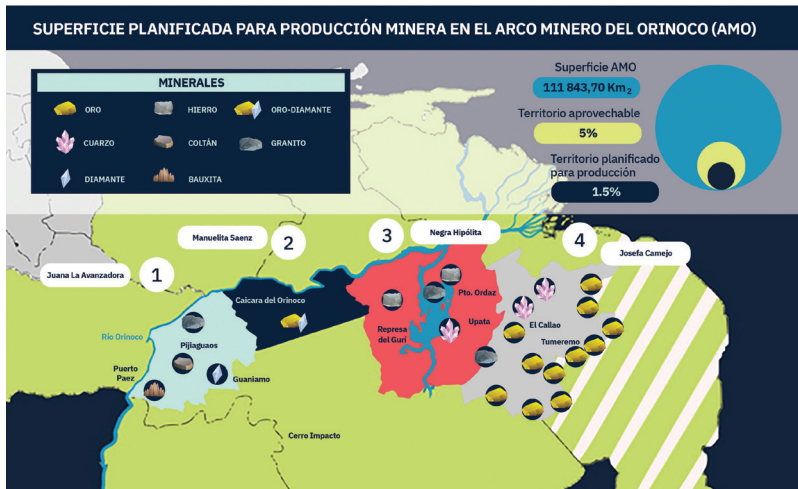 SUPERFICIE PLANIFICADA PARA PRODUCCIÓN MINERA EN EL ARCO MINERO DEL ORINOCO (AMO)
MINERALES
ORO
HIERRO
ORO-DIAMANTE
CUARZO
COLTÁN
GRANITO
DIAMANTE
BAUXITA
Superficie AMO
111 843,70 Km₂
Territorio aprovechable
5%
Territorio planificado
para producción
1.5%
Juana La Avanzadora
1
Manuelita Saenz
2
3
Negra Hipólita
4
Josefa Camejo
Caicara del Orinoco
Río Orinoco
Pijiaguaos
Puerto
Paez
Guaniamo
Cerro Impacto
Represa
del Guri
Pto. Ordaz
Upata
El Callao
Tumeremo